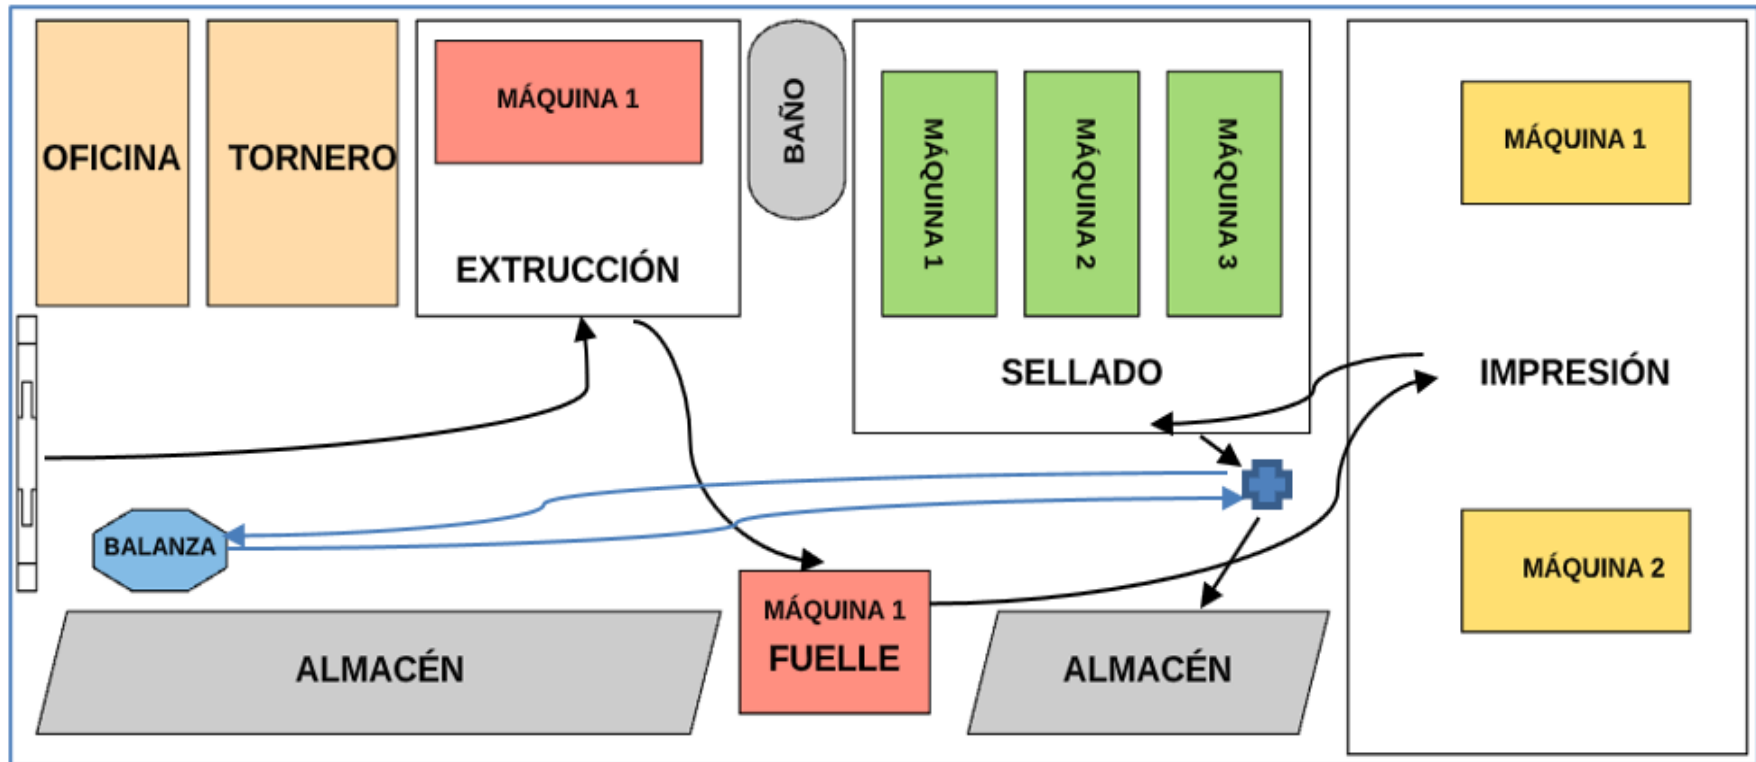 OFICINA
TORNERO
MÁQUINA 1
EXTRUCCIÓN
BAÑO
MÁQUINA 1
MÁQUINA 2
MÁQUINA 3
SELLADO
MÁQUINA 1
IMPRESIÓN
MÁQUINA 2
BALANZA
ALMACÉN
MÁQUINA 1
FUELLE
ALMACÉN